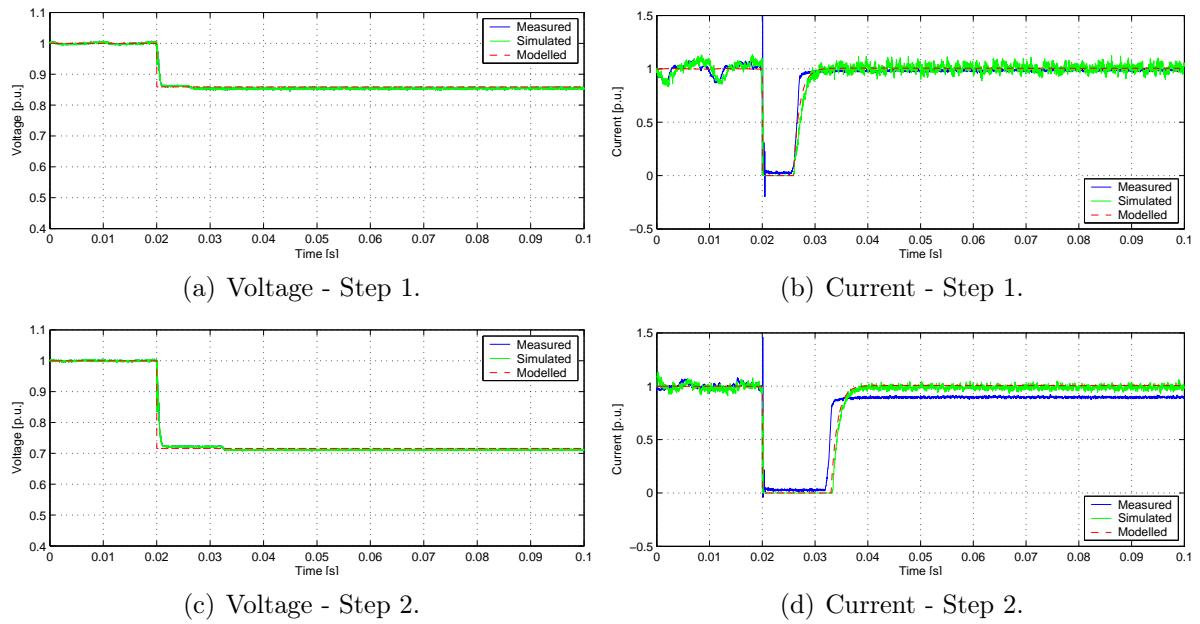 1.1
1
0.9
0.8
0.7
0.6
0.5
0.4
Voltage [p.u.]
0 0.01 0.02 0.03 0.04 0.05 0.06 0.07 0.08 0.09 0.1
Time [s]
Measured
Simulated
Modelled
(a) Voltage - Step 1.
1.5
1
0.5
0
−0.5
Current [p.u.]
0 0.01 0.02 0.03 0.04 0.05 0.06 0.07 0.08 0.09 0.1
Time [s]
Measured
Simulated
Modelled
(b) Current - Step 1.
1.1
1
0.9
0.8
0.7
0.6
0.5
0.4
Voltage [p.u.]
0 0.01 0.02 0.03 0.04 0.05 0.06 0.07 0.08 0.09 0.1
Time [s]
Measured
Simulated
Modelled
(c) Voltage - Step 2.
1.5
1
0.5
0
−0.5
Current [p.u.]
0 0.01 0.02 0.03 0.04 0.05 0.06 0.07 0.08 0.09 0.1
Time [s]
Measured
Simulated
Modelled
(d) Current - Step 2.